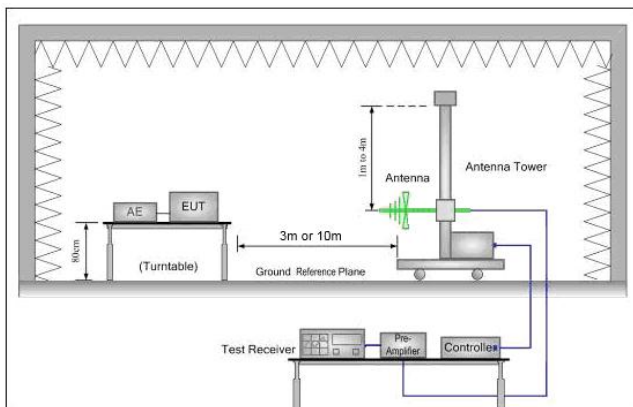 1m to 4m
Antenna
Antenna Tower
AE
EUT
3m or 10m
80cm
(Turntable)
Ground Reference Plane
Test Receiver
Pre-
Amplifier
Controller